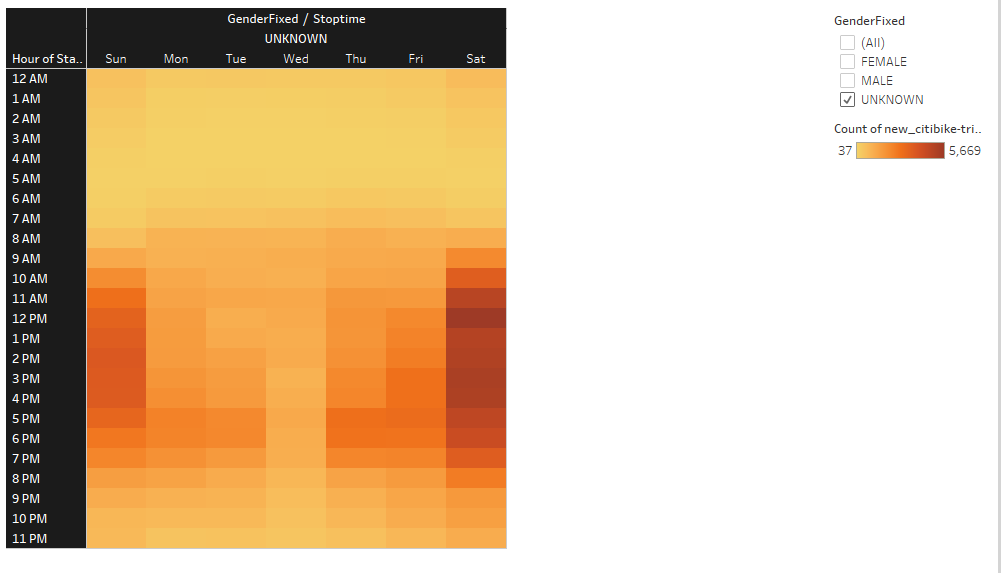 GenderFixed / Stoptime
UNKNOWN
Hour of Sta.. Sun Mon Tue Wed Thu Fri Sat
12 AM
1 AM
2 AM
3 AM
4 AM
5 AM
6 AM
7 AM
8 AM
9 AM
10 AM
11 AM
12 PM
1 PM
2 PM
3 PM
4 PM
5 PM
6 PM
7 PM
8 PM
9 PM
10 PM
11 PM
GenderFixed
(All)
FEMALE
MALE
UNKNOWN
Count of new_citibike-tri..
37 5,669